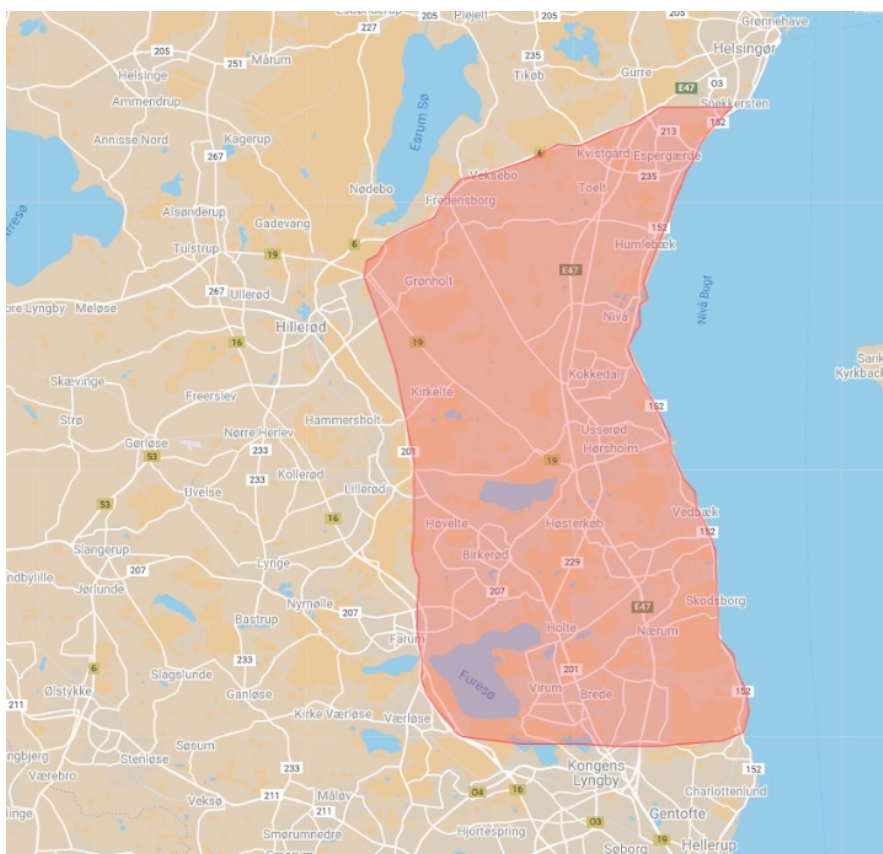 205
Plejelt
205
Grønnehave
227
Helsingør
205
235
251
Mårum
Helsinge
Tikøb
Gurre
O3
Ammendrup
E47
Snekkersten
Esrum Sø
152
213
Annisse Nord
Kagerup
6
Kvistgård
Espergærde
267
Veksebo
235
Nødebo
Toelt
Fredensborg
Alsønderup
Gadevang
152
Humlebæk
6
Tulstrup
19
E47
Grønholt
267
Ullerød
Nivå Bugt
Lyngby
Meløse
Nivå
Hillerød
16
19
Kokkedal
Skævinge
Kirkelte
Freerslev
152
Strø
Hammersholt
Usserød
Nørre Herlev
Gørløse
233
201
Hørsholm
53
19
Kollerød
233
Uvelse
Lillerød
53
16
Vedbæk
Høvelte
Høsterkøb
152
Slangerup
Birkerød
Lynge
229
207
Jørlunde
207
Nymølle
E47
Skodsborg
207
Bastrup
Holte
Nærum
Farum
233
6
Slagslunde
201
Furesø
Virum
Brede
152
Ølstykke
Ganløse
211
Kirke Værløse
Værløse
Søsum
Stenløse
Kongens
Lyngby
152
233
Værebro
O4
16
Charlottenlund
Veksø
211
Måløv
211
O3
Gentofte
Smørumnedre
Hjortespring
19
Søborg
Hellerup